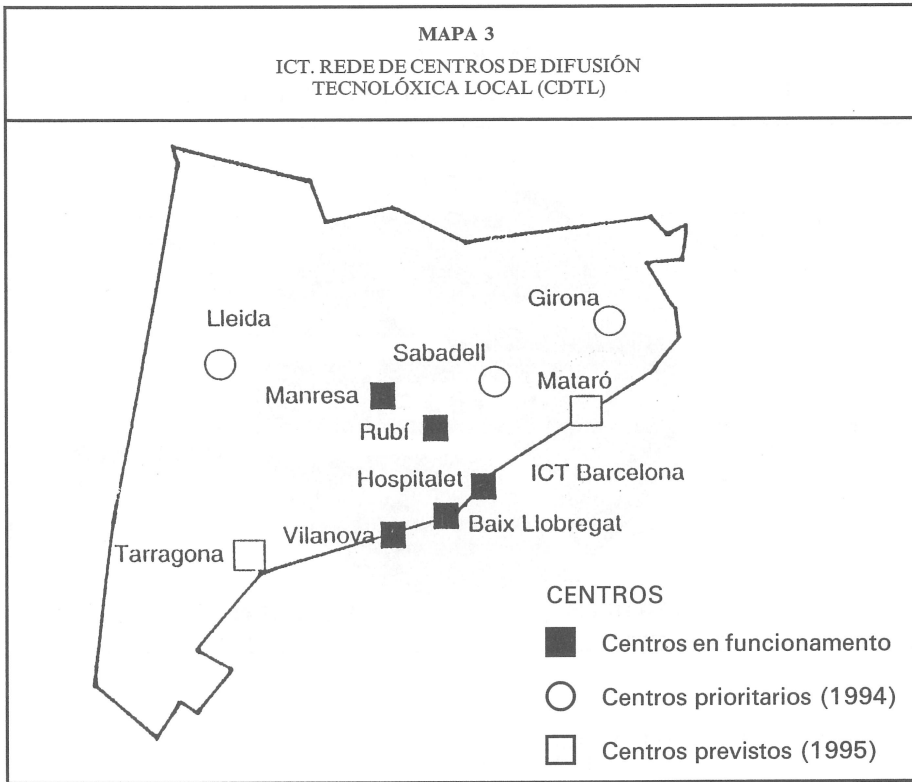 MAPA 3
ICT. REDE DE CENTROS DE DIFUSIÓN
TECNOLÓXICA LOCAL (CDTL)
Girona
Lleida
Sabadell
Mataró
Manresa
Rubí
Hospitalet
ICT Barcelona
Baix Llobregat
Vilanova
Tarragona
CENTROS
Centros en funcionamento
Centros prioritarios (1994)
Centros previstos (1995)